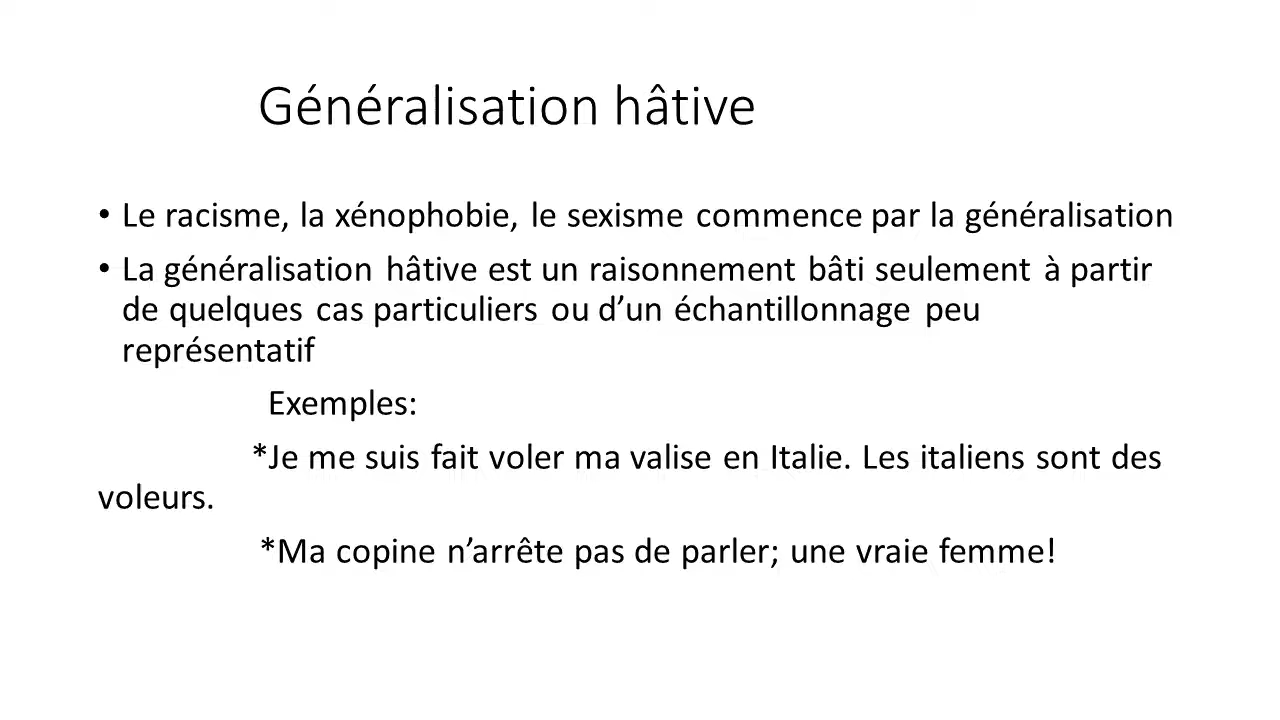 Généralisation hâtive
• Le racisme, la xénophobie, le sexisme commence par la généralisation
• La généralisation hâtive est un raisonnement bâti seulement à partir
de quelques cas particuliers ou d’un échantillonnage peu
représentatif
Exemples:
*Je me suis fait voler ma valise en Italie. Les italiens sont des
voleurs.
*Ma copine n’arrête pas de parler; une vraie femme!